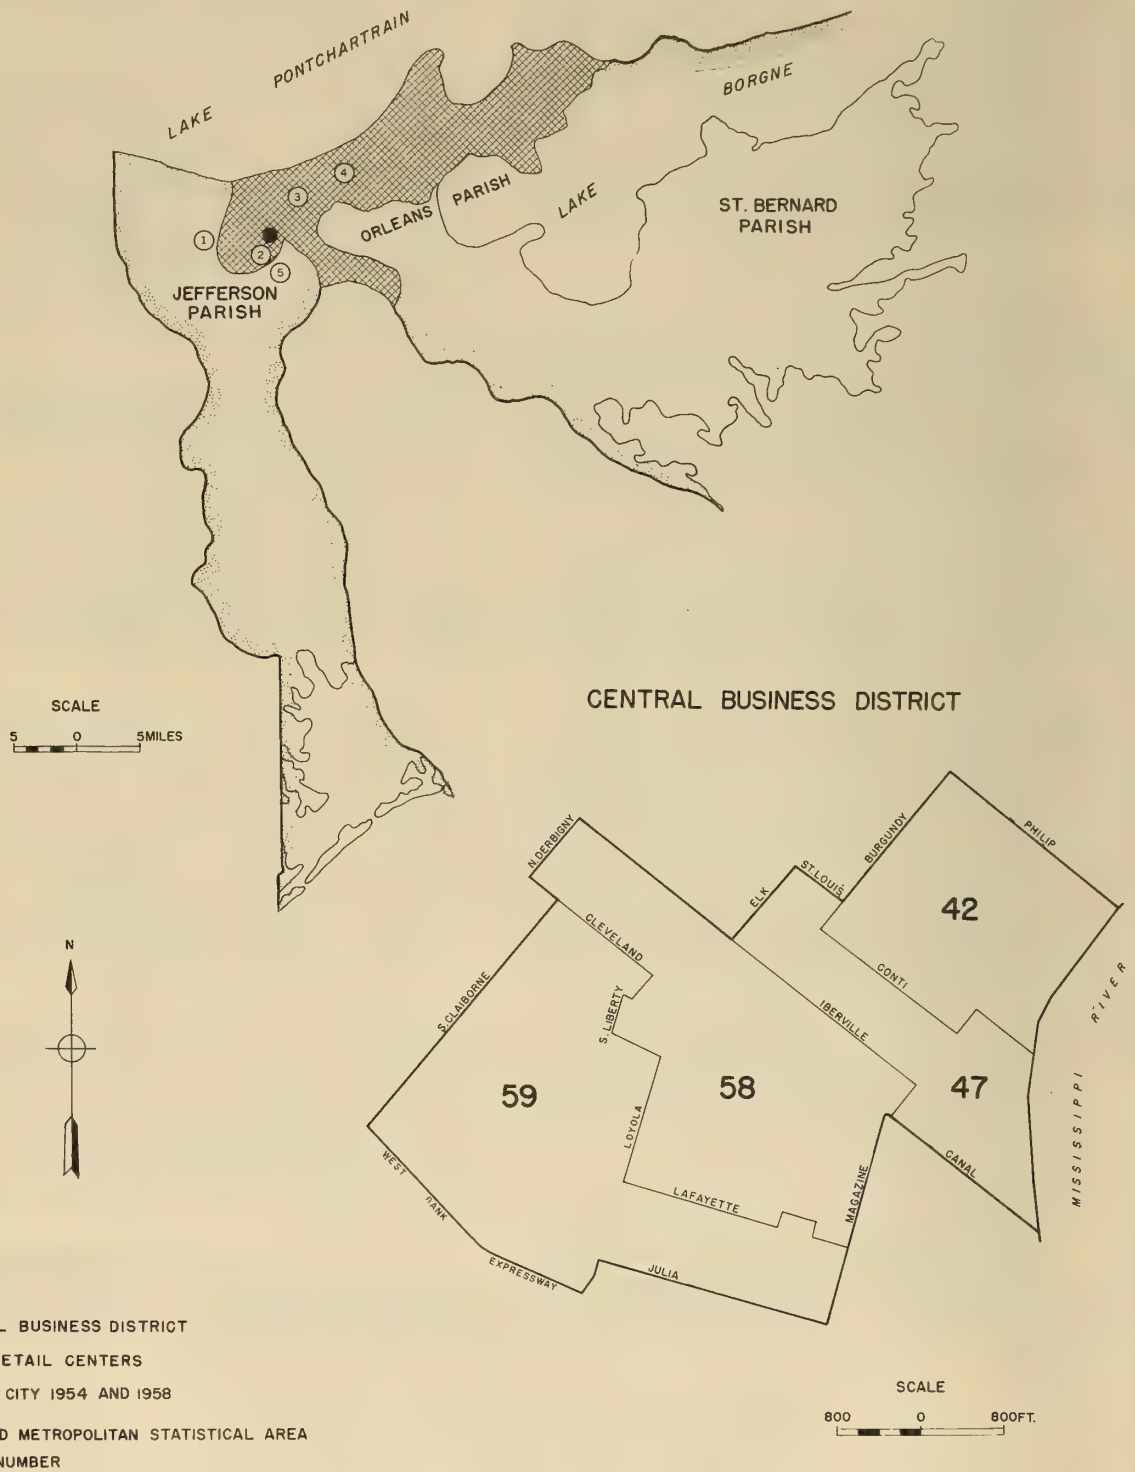 LAKE PONTCHARTRAIN
BORGNE
LAKE
4
3
ORLEANS PARISH
ST. BERNARD
PARISH
1
2
5
JEFFERSON
PARISH
SCALE
5 0 5 MILES
CENTRAL BUSINESS DISTRICT
N. DERBIGNY
BURGUNDY
PHILIP
ELK
ST. LOUIS
42
CLEVELAND
CONTI
S. CLAIBORNE
S. LIBERTY
IBERVILLE
RIVER
MISSISSIPPI
59
58
47
LOYOLA
WEST
BANK
EXPRESSWAY
LAFAYETTE
MAGAZINE
CANAL
JULIA
N
L BUSINESS DISTRICT
ETAIL CENTERS
CITY 1954 AND 1958
D METROPOLITAN STATISTICAL AREA
NUMBER
SCALE
800 0 800FT.